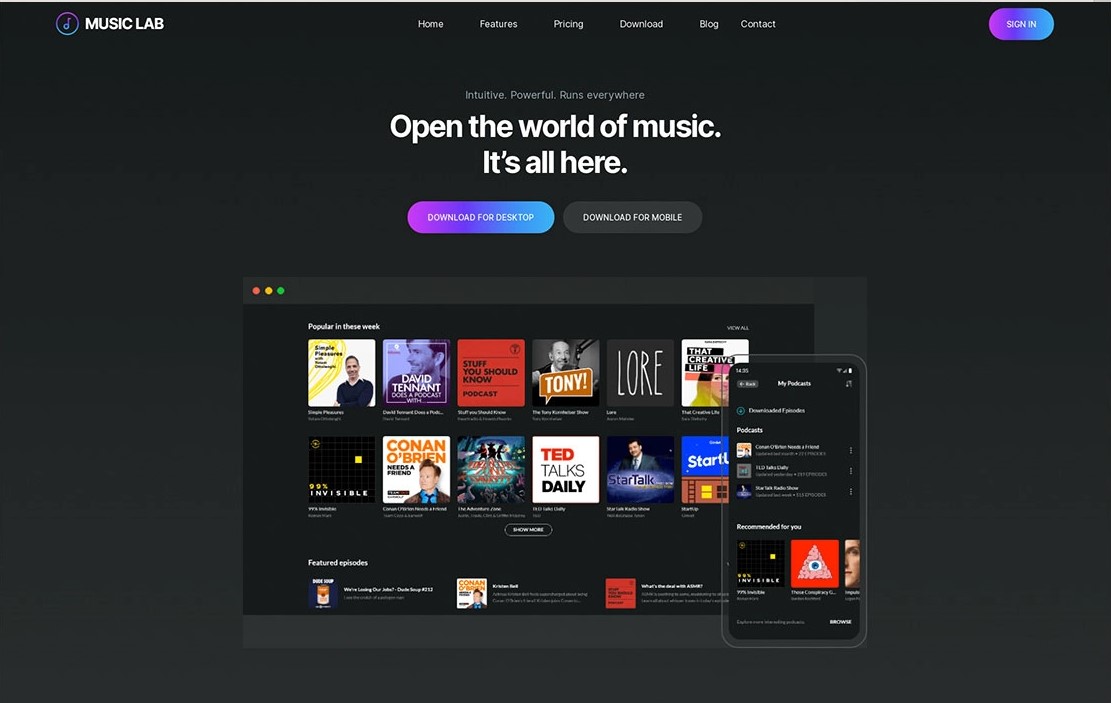 MUSIC LAB
Home Features Pricing Download Blog Contact
SIGN IN
Intuitive. Powerful. Runs everywhere
Open the world of music.
It's all here.
DOWNLOAD FOR DESKTOP DOWNLOAD FOR MOBILE
Popular in these week VIEW ALL
Simple
Pleasures
with
DAVID
TENNANT
DOES A PODCAST
WITH...
STUFF
YOU SHOULD
KNOW
PODCAST
TONY!
LORE
THAT
CREATIVE
LIFE
Simple Pleasures David Tennant Does a Podc... Stuff you Should Know The Tony Kornheiser Show Lore That Creative Life
99%
INVISIBLE
CONAN
O'BRIEN
NEEDS A
FRIEND
TED
TALKS
DAILY
StarTalk
99% Invisible Conan O'Brien Needs a Friend The Adventure Zone TED Talks Daily StarTalk Radio Show StartUp
SHOW MORE
Featured episodes
DUDE SOUP
We're Losing Our Jobs? - Dude Soup #212
CONAN
O'BRIEN
Kristen Bell
What's the deal with ASMR?
14:35
Back
My Podcasts
Downloaded Episodes
Podcasts
Conan O'Brien Needs a Friend
TED Talks Daily
StarTalk Radio Show
Recommended for you
99%
INVISIBLE
99% Invisible Those Conspiracy G...
Explore more interesting podcasts. BROWSE